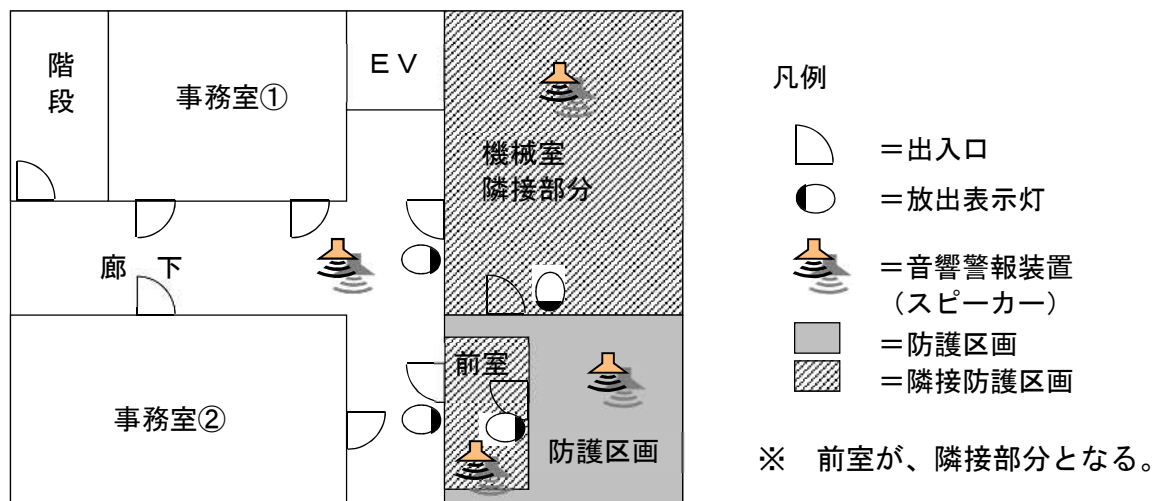 階
段
事務室①
ＥＶ
機械室
隣接部分
廊　下
前室
事務室②
防護区画
凡例
＝出入口
＝放出表示灯
＝音響警報装置
（スピーカー）
＝防護区画
＝隣接防護区画
※　前室が、隣接部分となる。